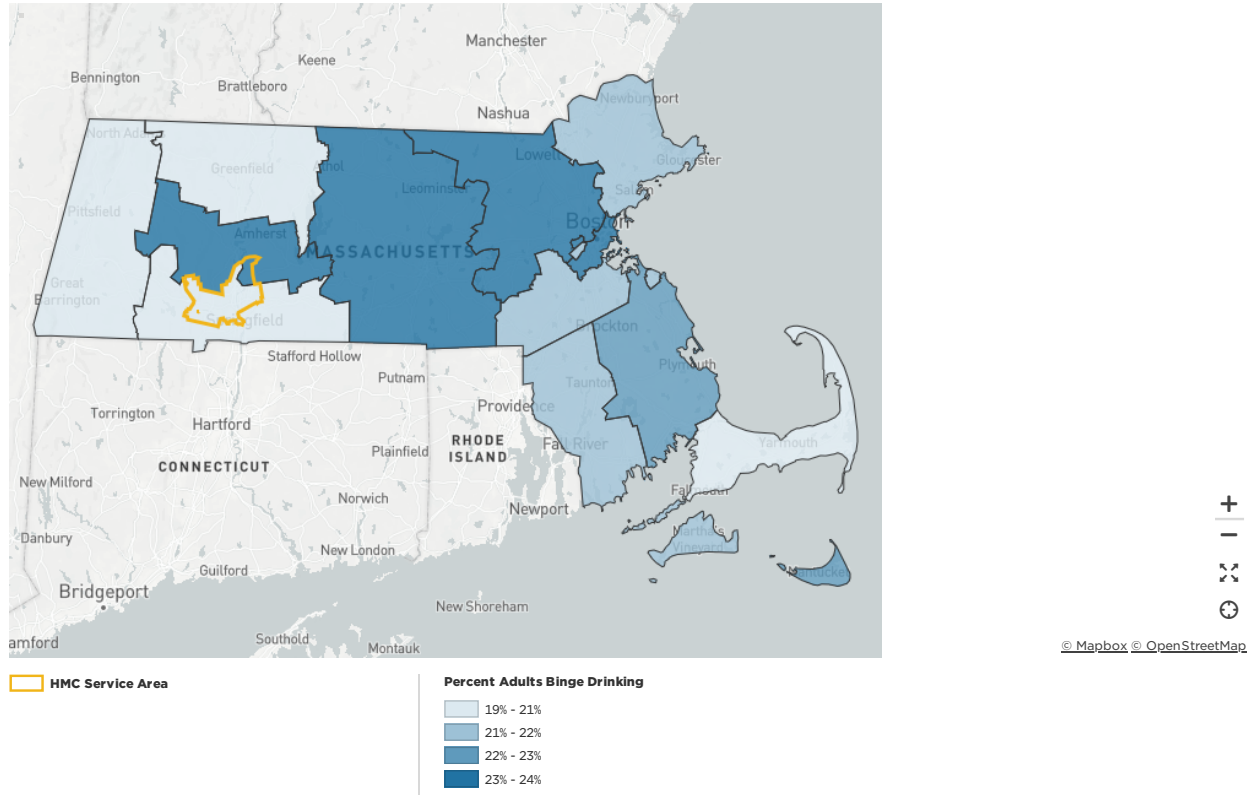 Manchester
Keene
Bennington
Brattleboro
Newburyport
Nashua
North Ada
Lowell
Gloucester
Greenfield
Athol
Leominster
Salem
Pittsfield
Boston
Amherst
MASSACHUSETTS
Great
Barrington
Springfield
Brockton
Stafford Hollow
Plymouth
Putnam
Taunton
Torrington
Providence
Hartford
RHODE
ISLAND
Fall River
Yarmouth
Plainfield
CONNECTICUT
New Milford
Falmouth
Norwich
Newport
Martha's
Vineyard
Danbury
New London
Guilford
Nantucket
Bridgeport
New Shoreham
amford
Southold
Montauk
© Mapbox © OpenStreetMap
HMC Service Area
Percent Adults Binge Drinking
19% - 21%
21% - 22%
22% - 23%
23% - 24%